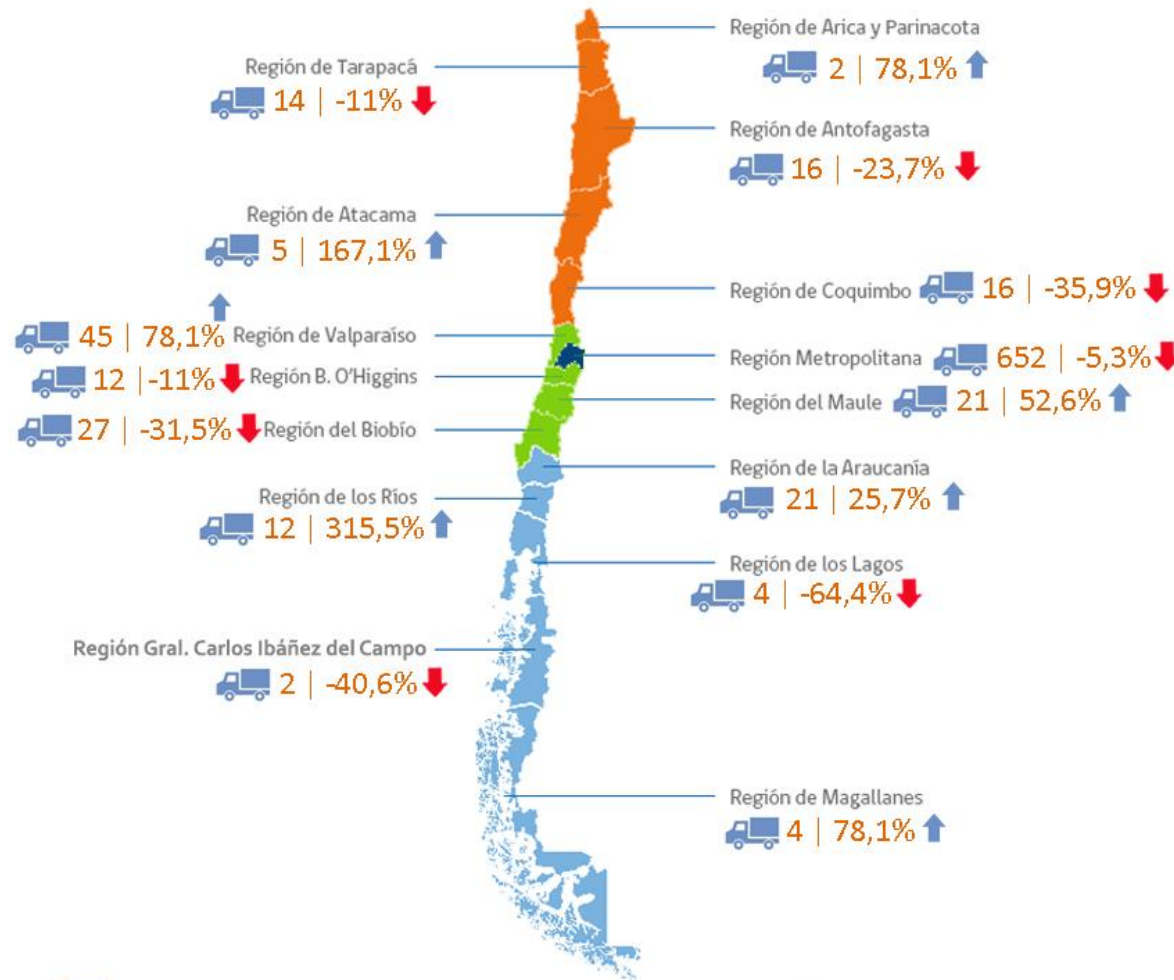 Región de Arica y Parinacota
2 | 78,1%
Región de Tarapacá
14 | -11%
Región de Antofagasta
16 | -23,7%
Región de Atacama
5 | 167,1%
Región de Coquimbo 16 | -35,9%
45 | 78,1% Región de Valparaíso
Región Metropolitana 652 | -5,3%
12 | -11% Región B. O'Higgins
Región del Maule 21 | 52,6%
27 | -31,5% Región del Biobío
Región de la Araucanía
21 | 25,7%
Región de los Ríos
12 | 315,5%
Región de los Lagos
4 | -64,4%
Región Gral. Carlos Ibáñez del Campo
2 | -40,6%
Región de Magallanes
4 | 78,1%